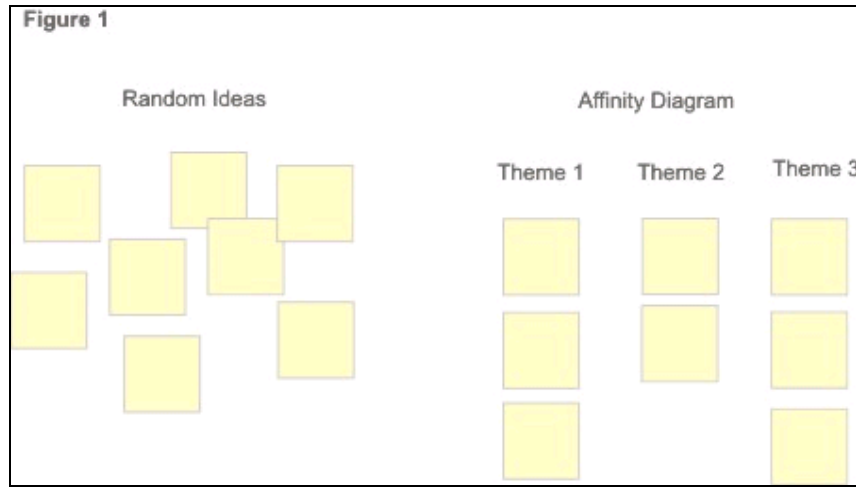 Figure 1
Random Ideas
Affinity Diagram
Theme 1 Theme 2 Theme 3